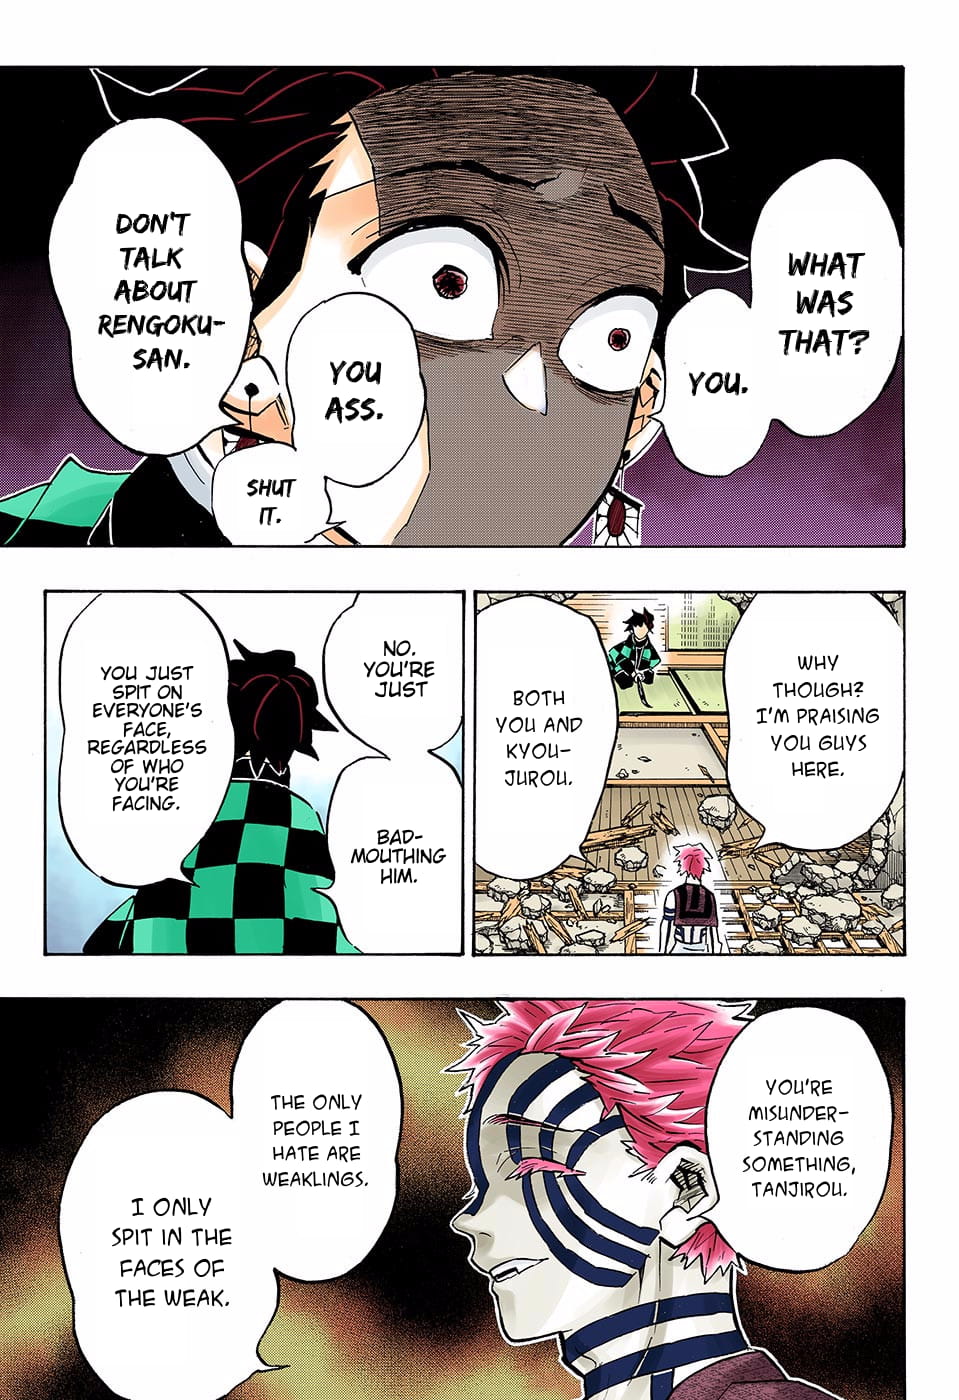 WHAT
WAS
THAT?
YOU.
DON'T
TALK
ABOUT
RENGOKU-
SAN.
YOU
ASS.
SHUT
IT.
WHY
THOUGH?
I'M PRAISING
YOU GUYS
HERE.
BOTH
YOU AND
KYOU-
JUROU.
NO.
YOU'RE
JUST
BAD-
MOUTHING
HIM.
YOU JUST
SPIT ON
EVERYONE'S
FACE,
REGARDLESS
OF WHO
YOU'RE
FACING.
YOU'RE
MISUNDER-
STANDING
SOMETHING,
TANJIROU.
THE ONLY
PEOPLE I
HATE ARE
WEAKLINGS.
I ONLY
SPIT IN THE
FACES OF
THE WEAK.